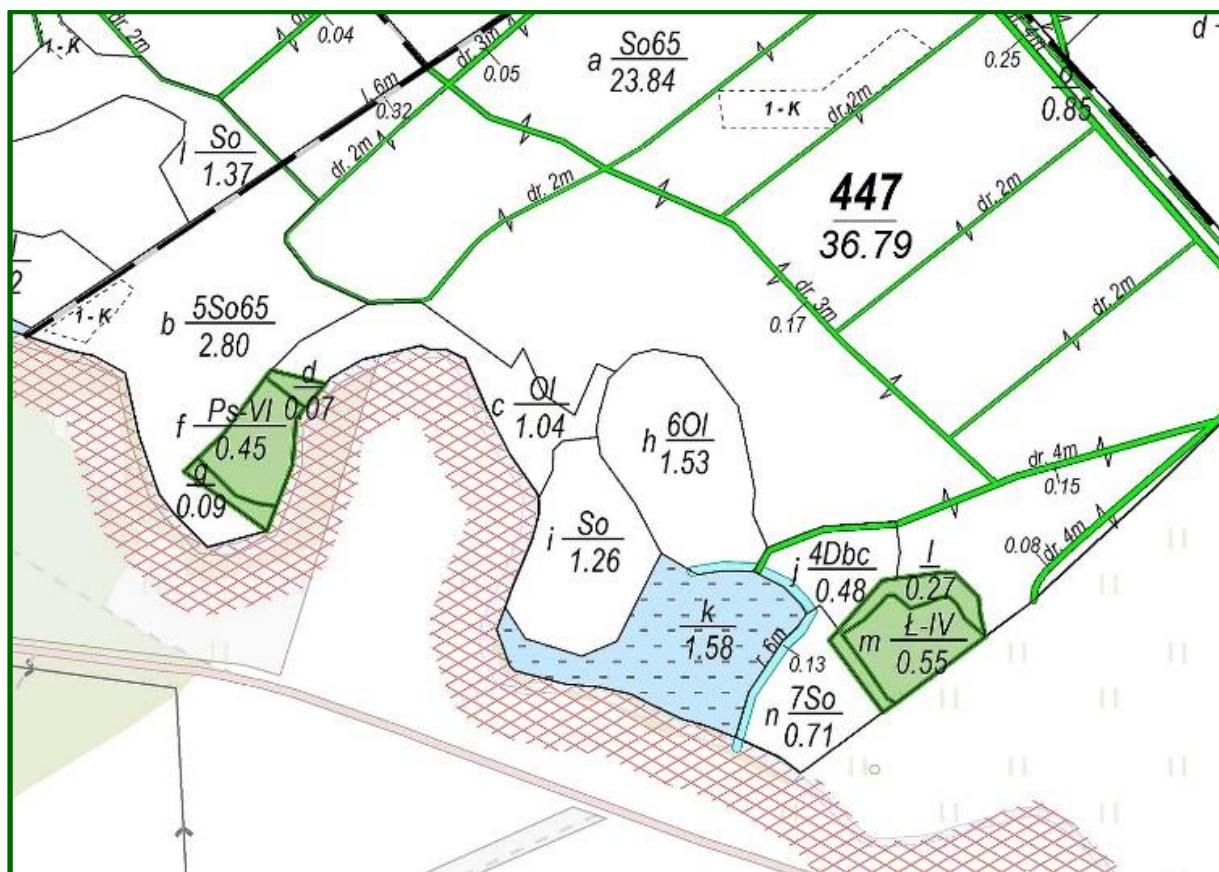 1-K
dr. 2m
0.04
dr. 3m
0.05
a So65
23.84
0.25
dr. 4m
d
0.85
l. 6m
0.32
1-K
dr. 2m
l So
1.37
dr. 2m
dr. 2m
447
36.79
dr. 2m
2
1-K
b 5So65
2.80
dr. 3m
0.17
dr. 2m
d
0.07
f Ps-VI
0.45
g
0.09
c Ol
1.04
h 6Ol
1.53
i So
1.26
dr. 4m
0.15
0.08
dr. 4m
j 4Dbc
0.48
l
0.27
k
1.58
r. 6m
0.13
m Ł-IV
0.55
n 7So
0.71